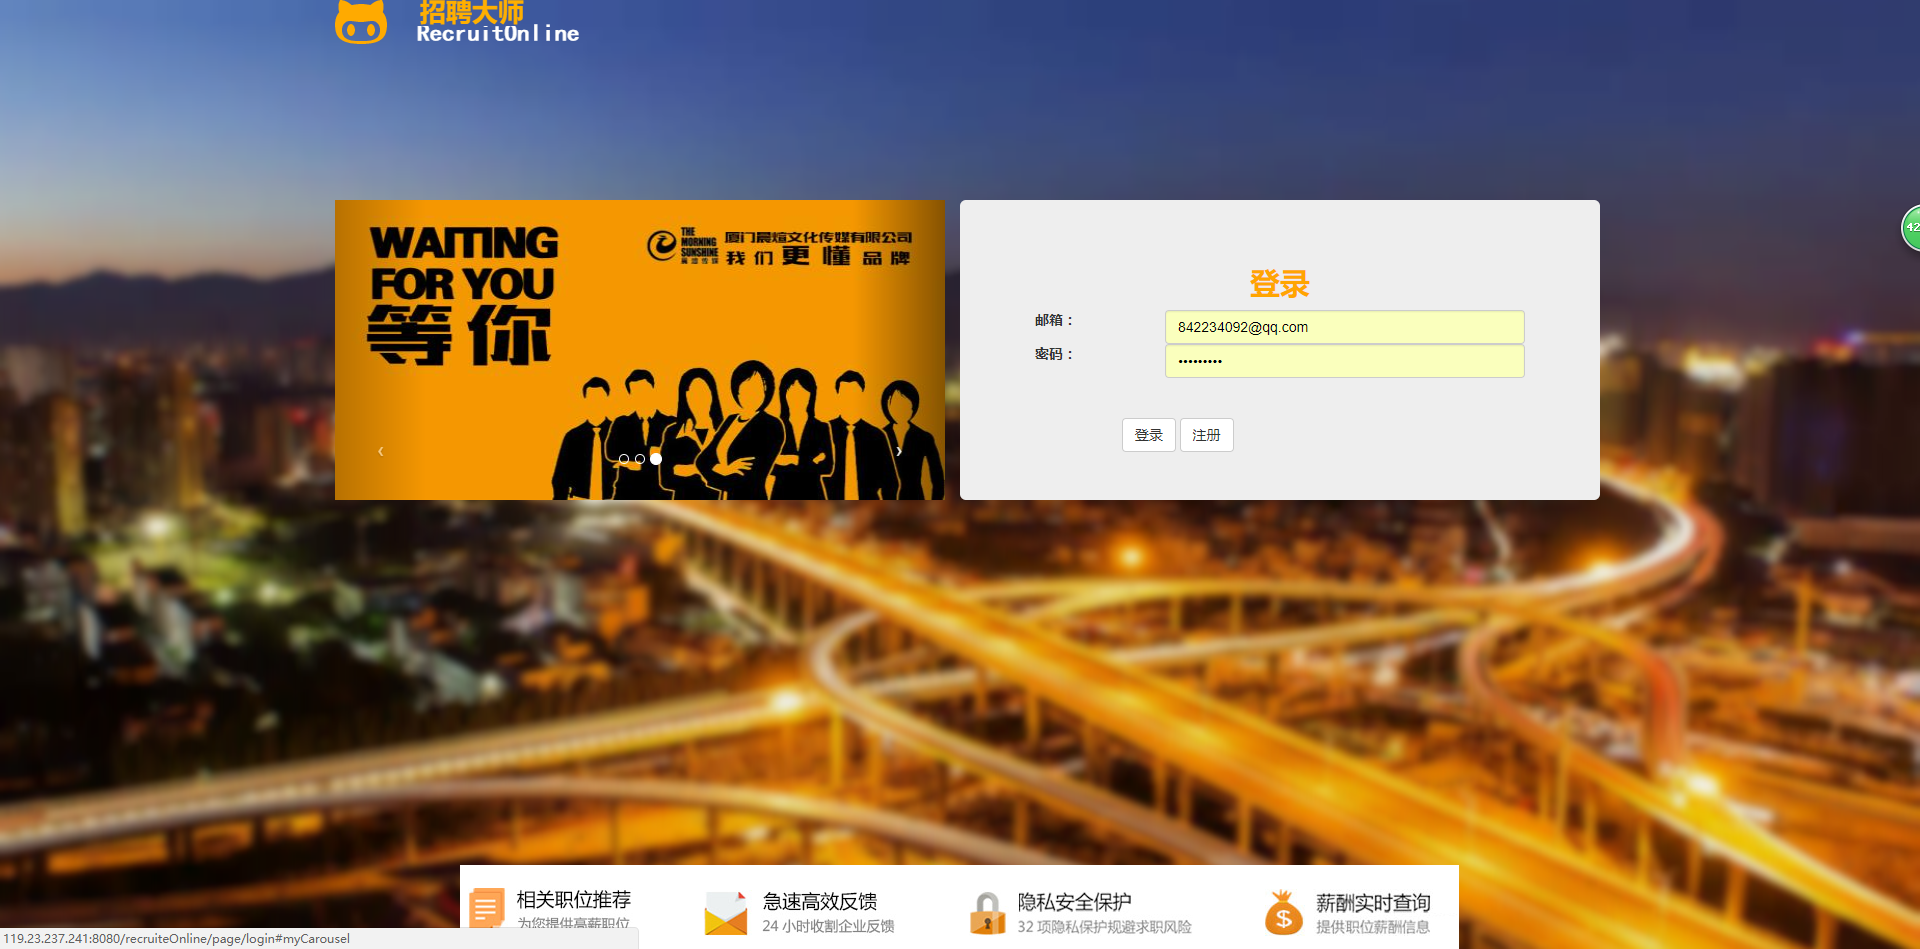 招聘大师
RecruitOnline
WAITING
FOR YOU
等你
THE
MORNING
SUNSHINE
晨煊传媒
厦门晨煊文化传媒有限公司
我们更懂品牌
登录
邮箱：
842234092@qq.com
密码：
•••••••••
登录
注册
42
相关职位推荐
为您提供高薪职位
急速高效反馈
24 小时收割企业反馈
隐私安全保护
32 项隐私保护规避求职风险
薪酬实时查询
提供职位薪酬信息
119.23.237.241:8080/recruiteOnline/page/login#myCarousel